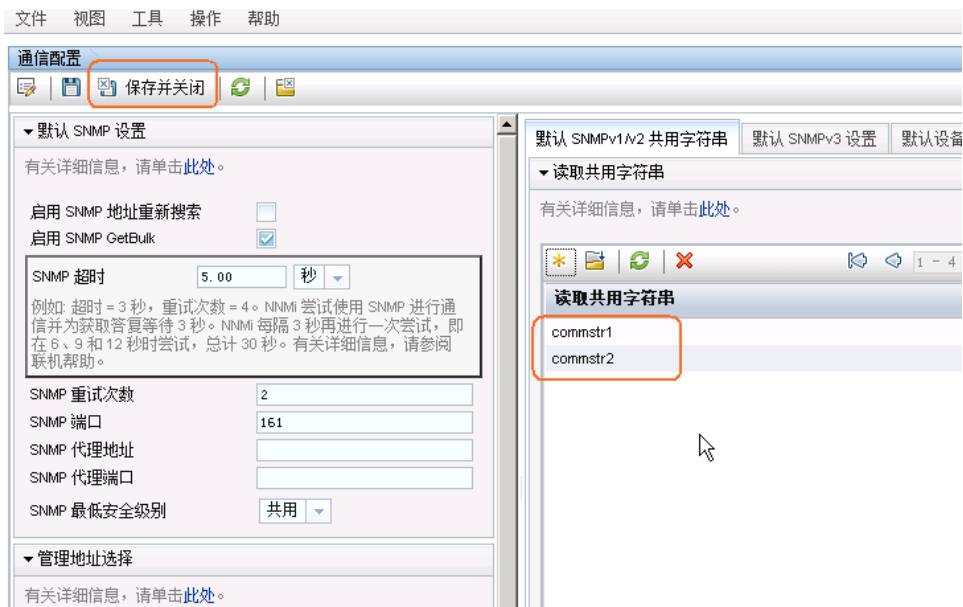 文件 视图 工具 操作 帮助
通信配置
保存并关闭
默认 SNMP 设置
有关详细信息，请单击此处。
启用 SNMP 地址重新搜索
启用 SNMP GetBulk
SNMP 超时 5.00 秒
例如: 超时 = 3 秒，重试次数 = 4。NNMi 尝试使用 SNMP 进行通
信并为获取答复等待 3 秒。NNMi 每隔 3 秒再进行一次尝试，即
在 6、9 和 12 秒时尝试，总计 30 秒。有关详细信息，请参阅
联机帮助。
SNMP 重试次数 2
SNMP 端口 161
SNMP 代理地址
SNMP 代理端口
SNMP 最低安全级别 共用
管理地址选择
有关详细信息，请单击此处。
默认 SNMPv1/v2 共用字符串 默认 SNMPv3 设置 默认设备
读取共用字符串
有关详细信息，请单击此处。
1 - 4
读取共用字符串
commstr1
commstr2